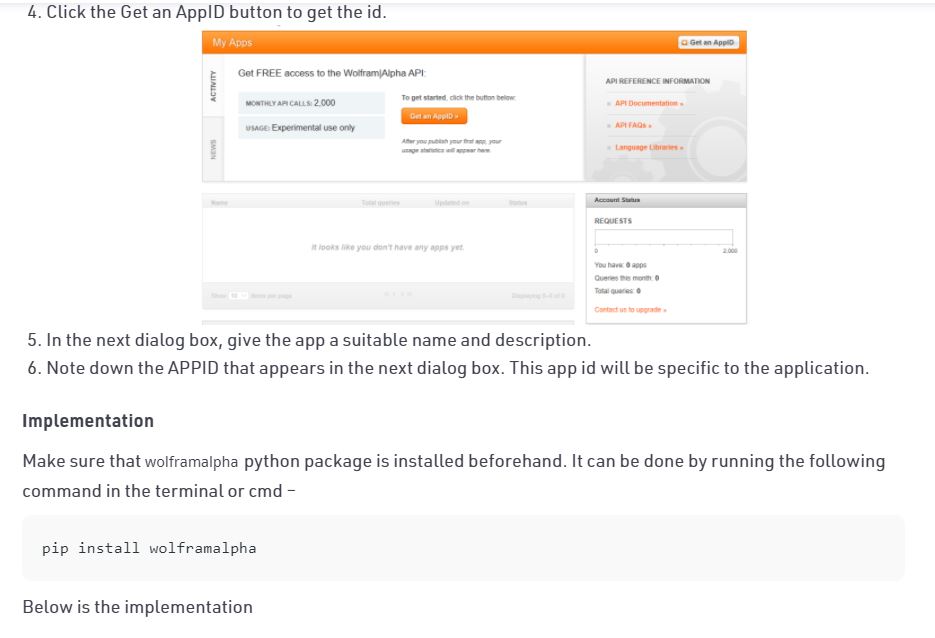 4. Click the Get an AppID button to get the id.
My Apps
Get an AppID
ACTIVITY
NEWS
Get FREE access to the Wolfram|Alpha API:
MONTHLY API CALLS: 2,000
USAGE: Experimental use only
To get started, click the button below:
Get an AppID »
After you publish your first app, your
usage statistics will appear here.
API REFERENCE INFORMATION
API Documentation »
API FAQs »
Language Libraries »
Name Total queries Updated on Status
It looks like you don't have any apps yet.
Show 10 items per page Displaying 0-0 of 0
Account Status
REQUESTS
0 2,000
You have: 0 apps
Queries this month: 0
Total queries: 0
Contact us to upgrade »
5. In the next dialog box, give the app a suitable name and description.
6. Note down the APPID that appears in the next dialog box. This app id will be specific to the application.
Implementation
Make sure that wolframalpha python package is installed beforehand. It can be done by running the following
command in the terminal or cmd –
pip install wolframalpha
Below is the implementation